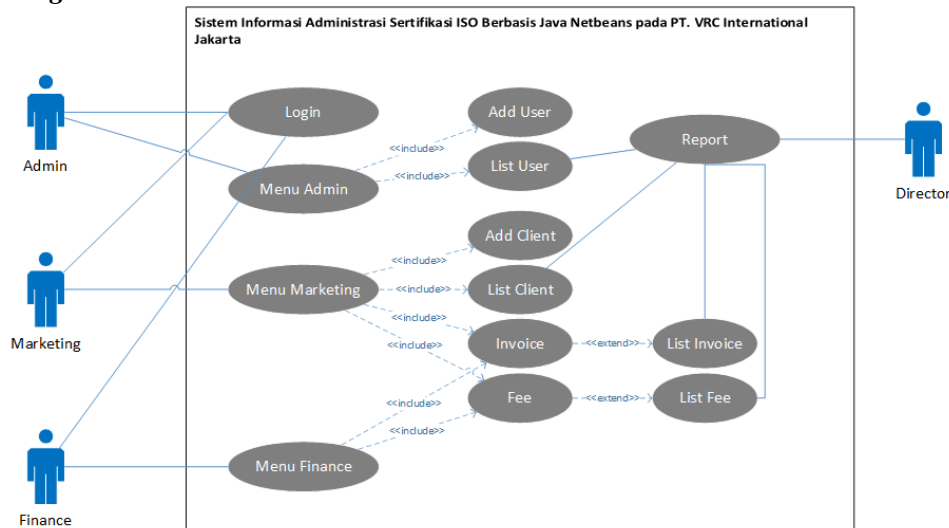 Sistem Informasi Administrasi Sertifikasi ISO Berbasis Java Netbeans pada PT. VRC International
Jakarta
Admin
Login
Add User
Report
Director
<<include>>
<<include>>
List User
Menu Admin
Add Client
<<include>>
Marketing
Menu Marketing
<<include>>
List Client
<<include>>
<<include>>
Invoice
<<extend>>
List Invoice
Fee
<<extend>>
List Fee
<<include>>
<<include>>
Menu Finance
Finance